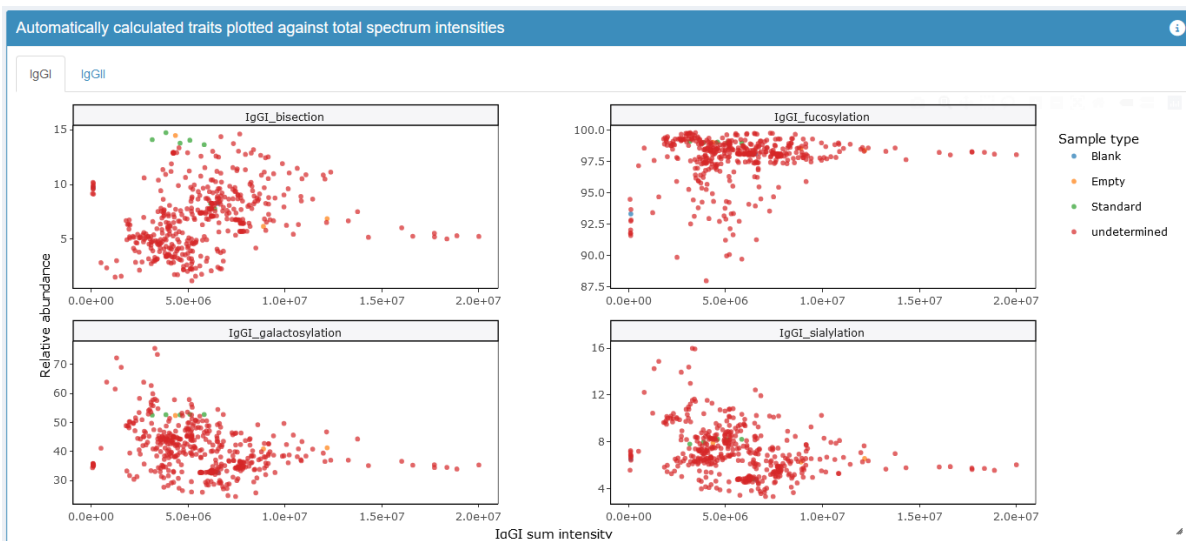 Automatically calculated traits plotted against total spectrum intensities
IgGI IgGII
IgGI_bisection
15
10
5
0.0e+00 5.0e+06 1.0e+07 1.5e+07 2.0e+07
IgGI_fucosylation
100.0
97.5
95.0
92.5
90.0
87.5
0.0e+00 5.0e+06 1.0e+07 1.5e+07 2.0e+07
Sample type
Blank
Empty
Standard
undetermined
Relative abundance
IgGI_galactosylation
70
60
50
40
30
0.0e+00 5.0e+06 1.0e+07 1.5e+07 2.0e+07
IgGI_sialylation
16
12
8
4
0.0e+00 5.0e+06 1.0e+07 1.5e+07 2.0e+07
IgGI sum intensity